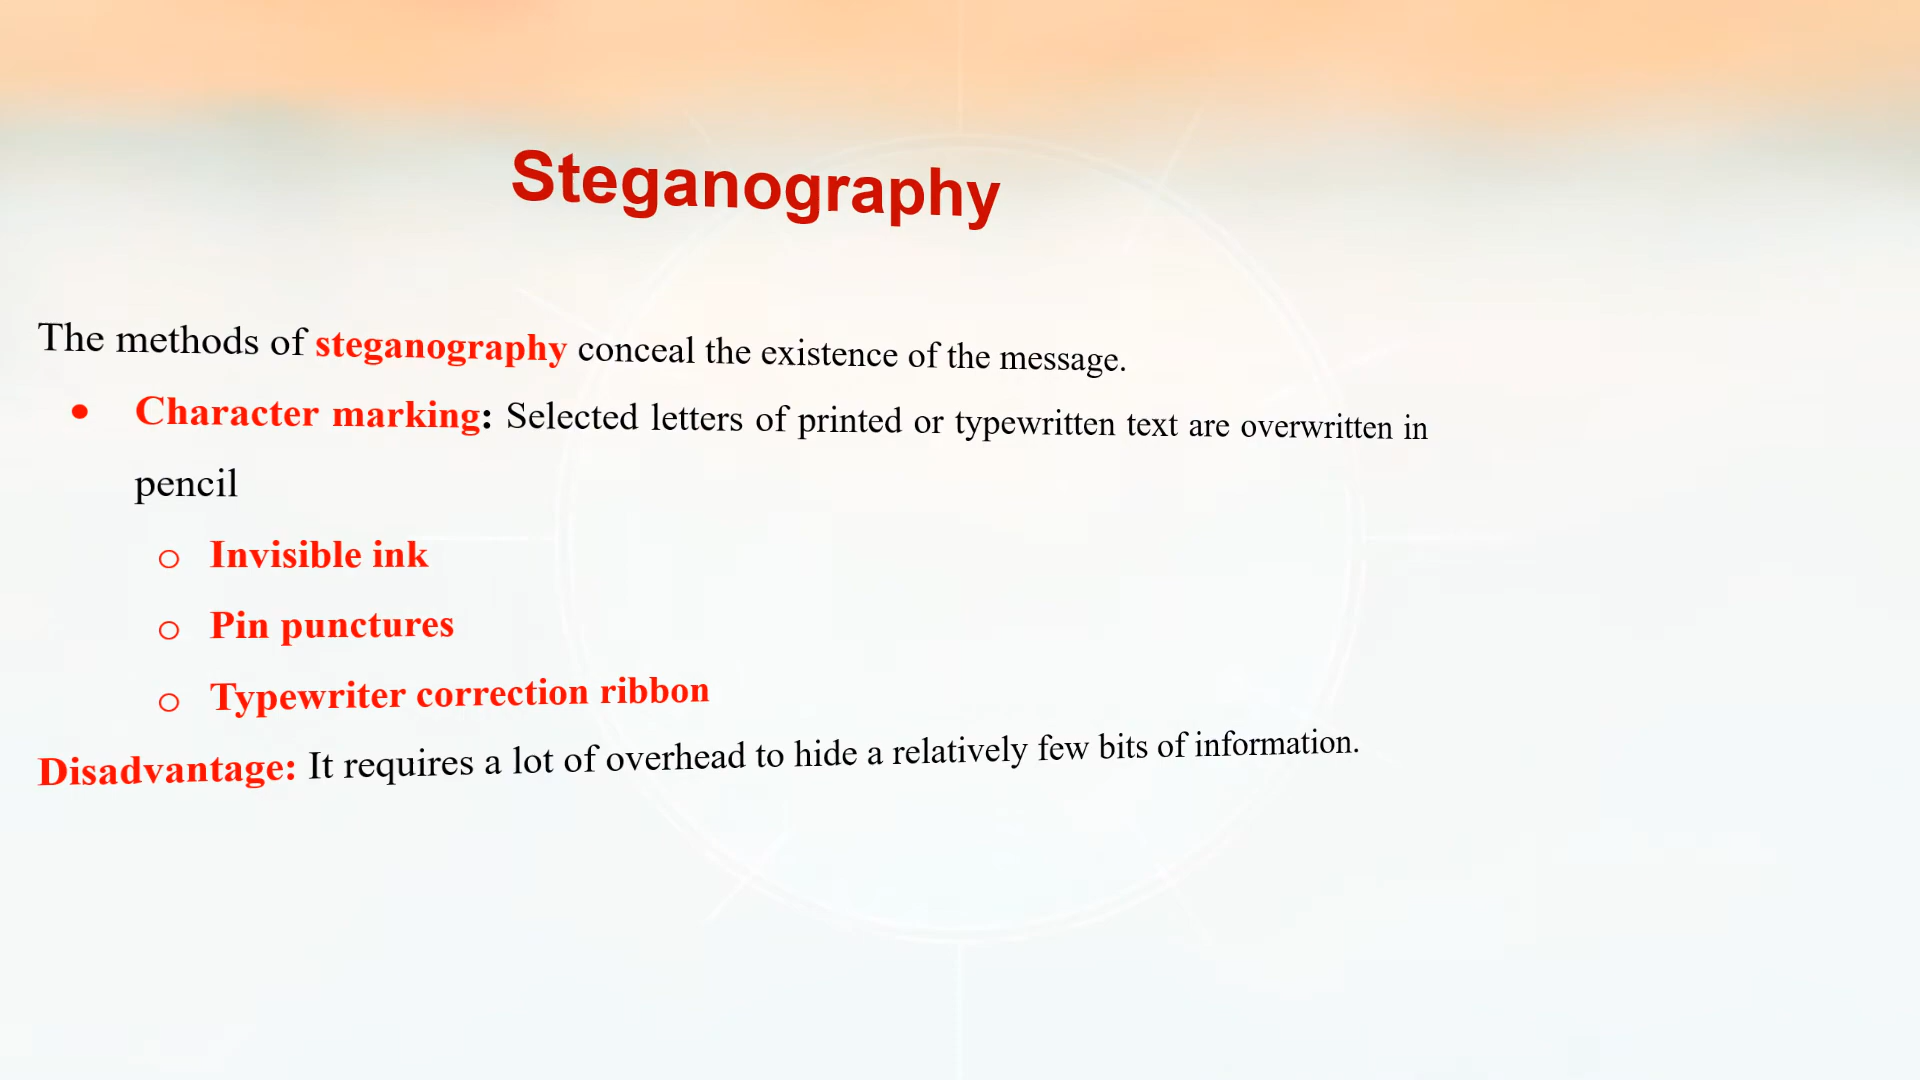 Steganography
The methods of steganography conceal the existence of the message.
• Character marking: Selected letters of printed or typewritten text are overwritten in
pencil
o Invisible ink
o Pin punctures
o Typewriter correction ribbon
Disadvantage: It requires a lot of overhead to hide a relatively few bits of information.